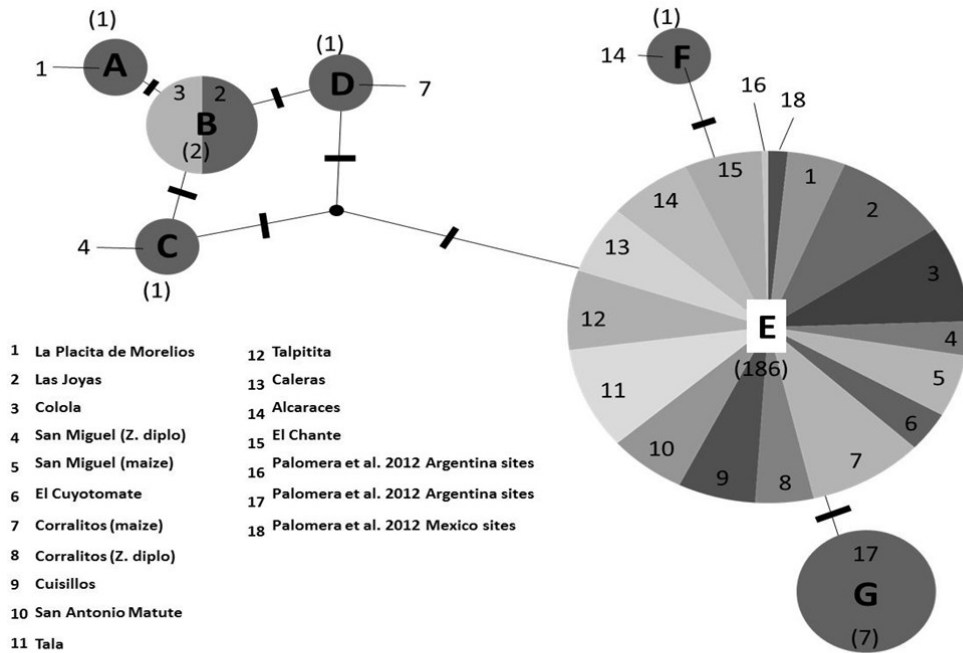 (1)
1
A
3
2
B
(2)
(1)
D
7
4
C
(1)
(1)
14
F
16
18
15
1
14
2
13
3
12
E
4
(186)
5
11
6
10
7
9
8
17
G
(7)
1 La Placita de Morelios
2 Las Joyas
3 Colola
4 San Miguel (Z. diplo)
5 San Miguel (maize)
6 El Cuyotomate
7 Corralitos (maize)
8 Corralitos (Z. diplo)
9 Cuisillos
10 San Antonio Matute
11 Tala
12 Talpitita
13 Caleras
14 Alcaraces
15 El Chante
16 Palomera et al. 2012 Argentina sites
17 Palomera et al. 2012 Argentina sites
18 Palomera et al. 2012 Mexico sites